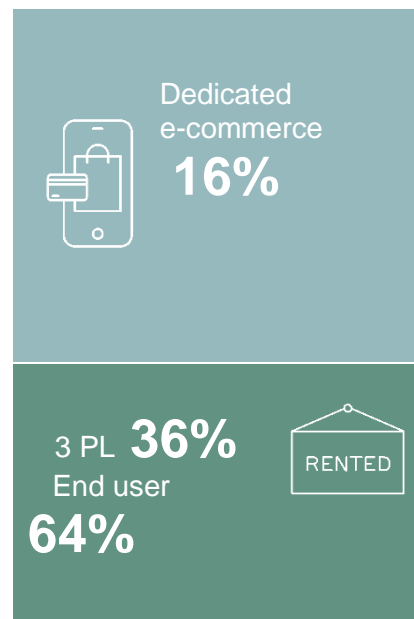 Dedicated
e-commerce
16%
3 PL 36%
End user
64%
RENTED